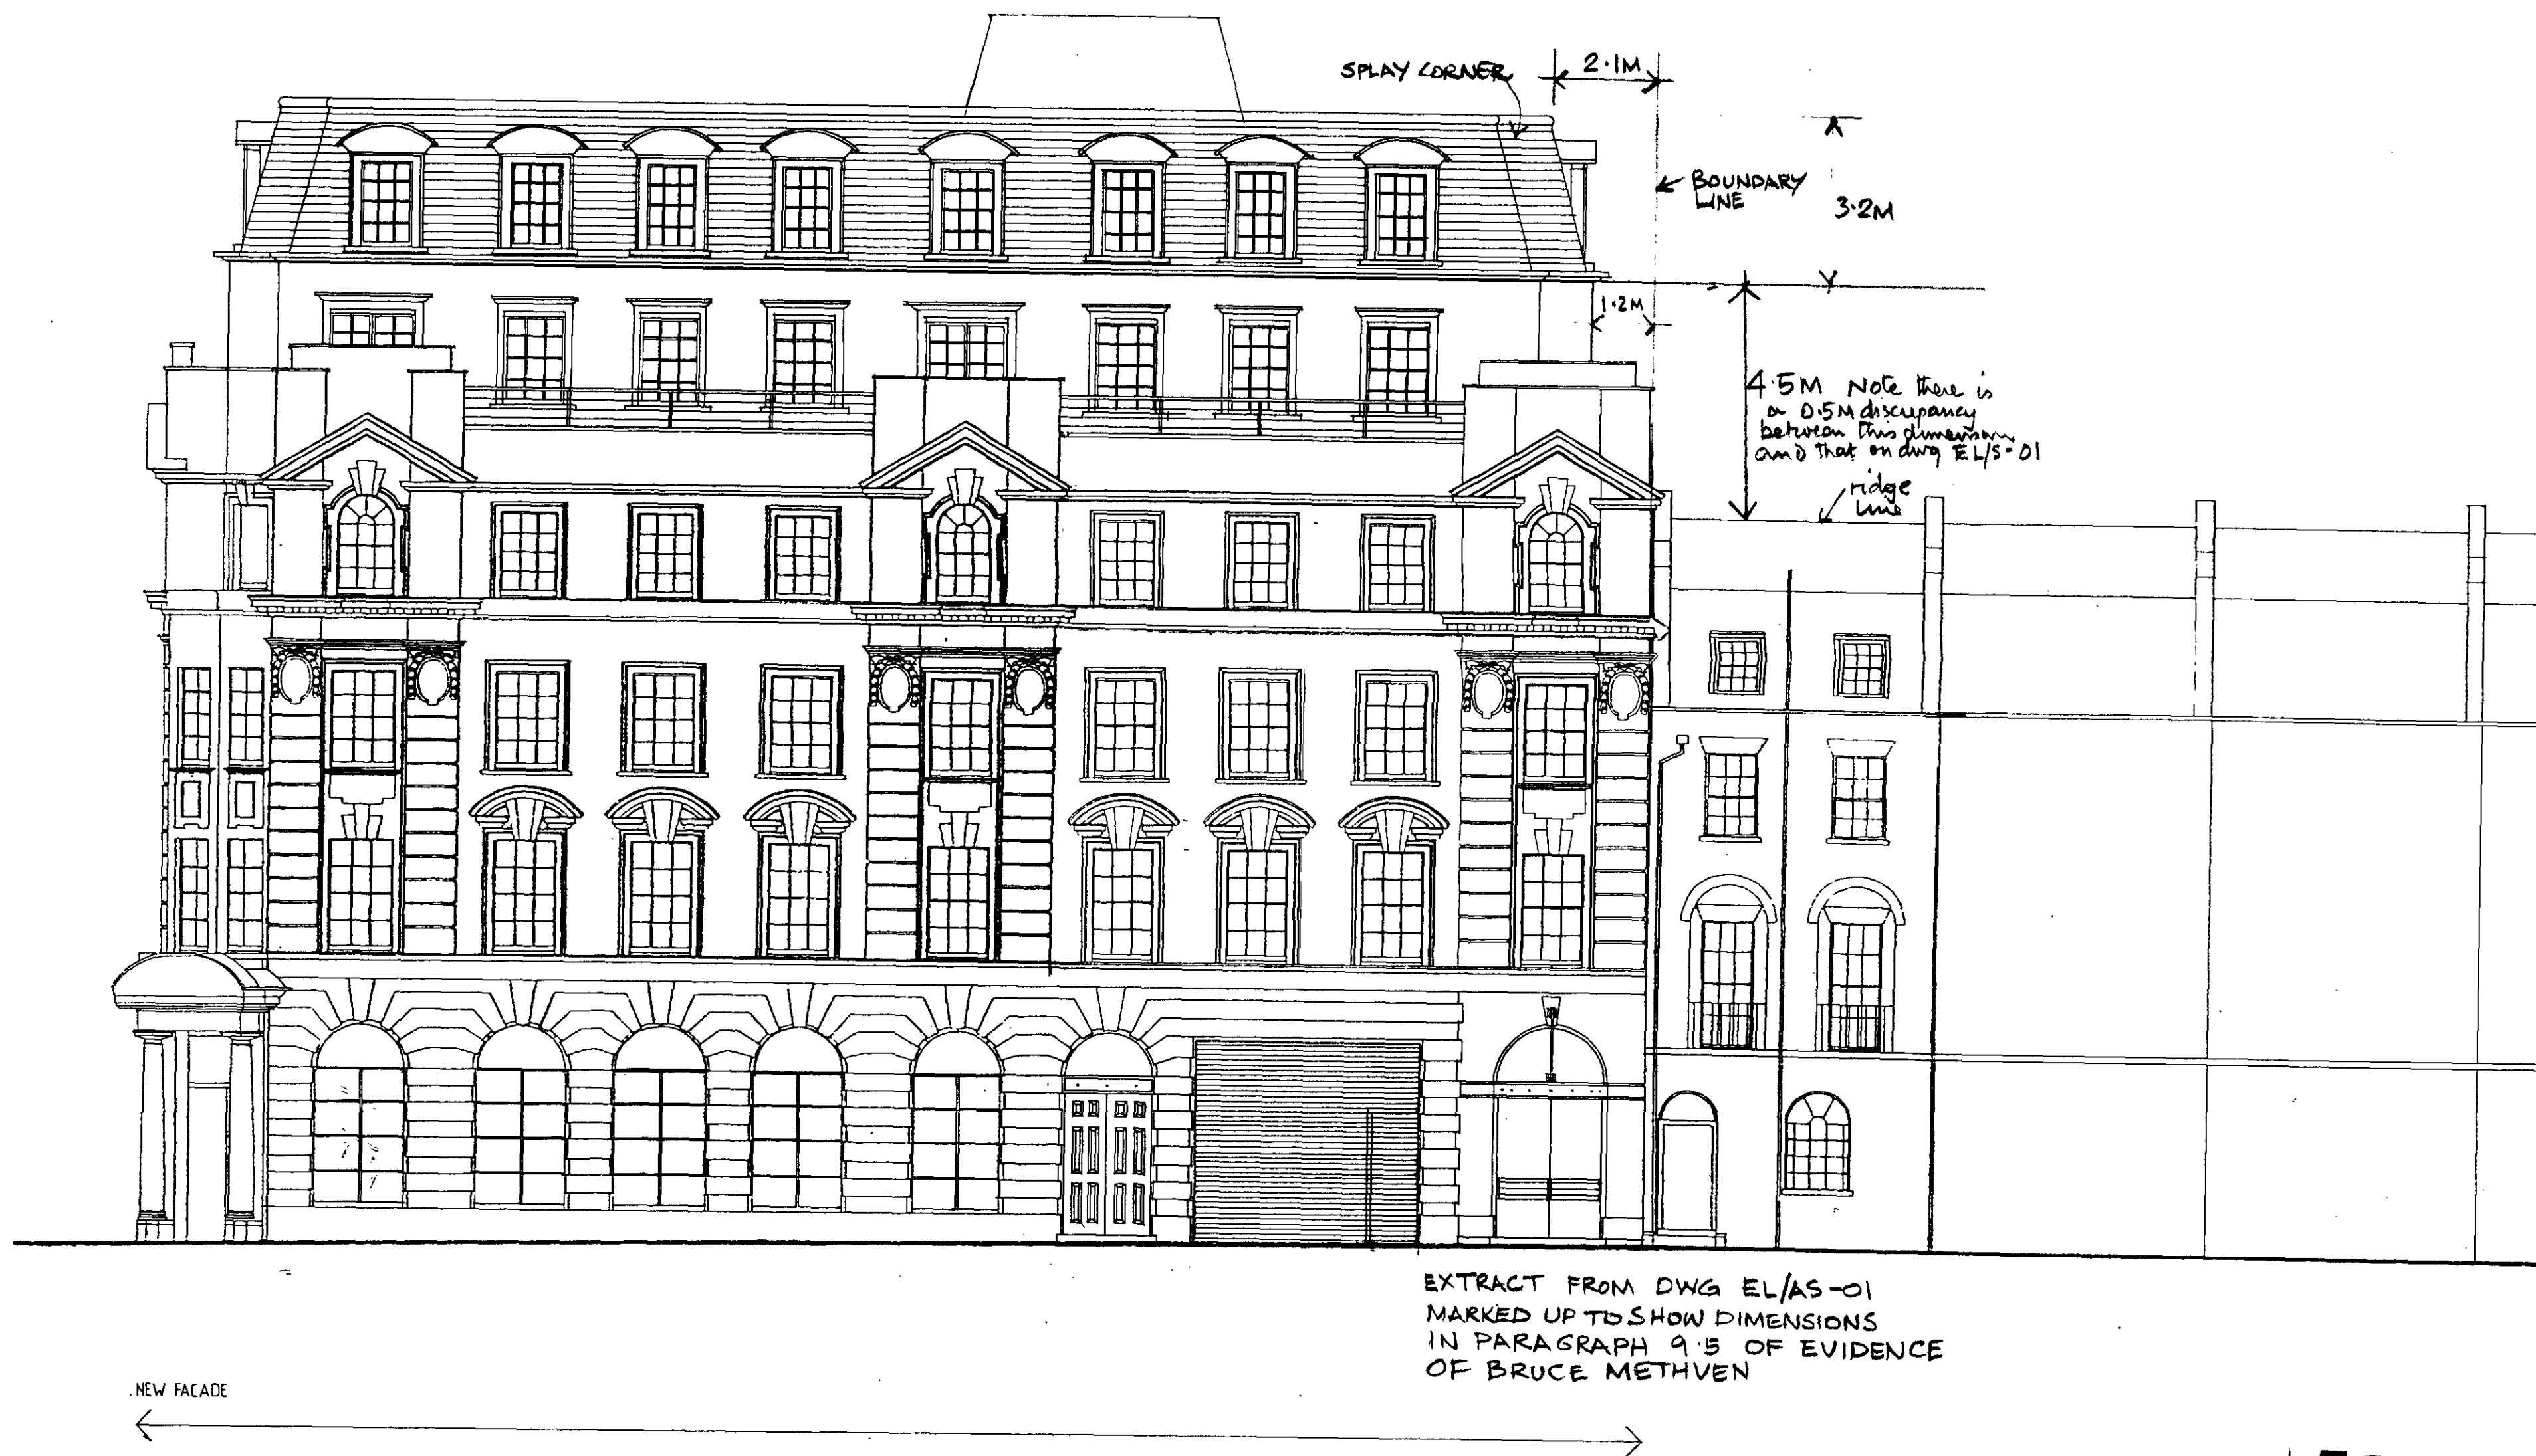 SPLAY CORNER
2.1M
BOUNDARY
LINE
3.2M
1.2M
4.5M Note there is
a 0.5M discrepancy
between this dimension
and that on dwg EL/S-01
ridge
line
EXTRACT FROM DWG EL/AS-01
MARKED UP TO SHOW DIMENSIONS
IN PARAGRAPH 9.5 OF EVIDENCE
OF BRUCE METHVEN
NEW FACADE